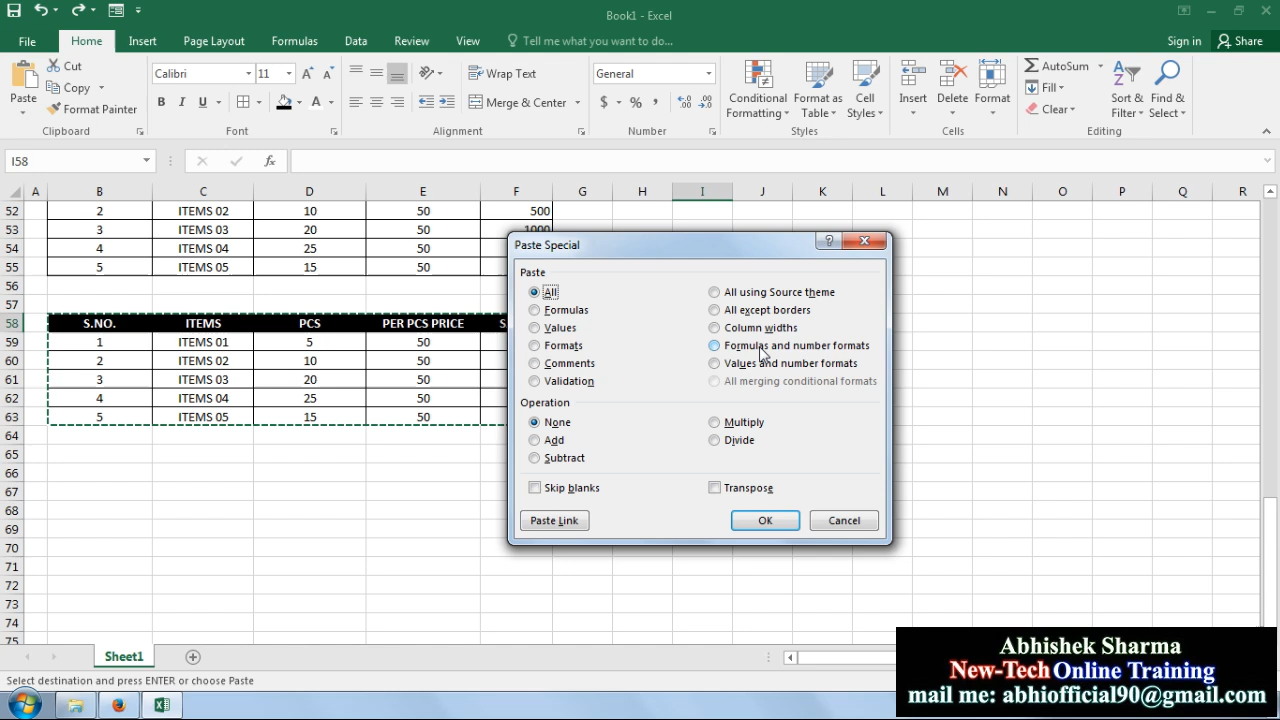 Book1 - Excel
File Home Insert Page Layout Formulas Data Review View Tell me what you want to do... Sign in Share
Cut
Copy
Format Painter
Paste
Clipboard
Calibri 11
B I U
Font
Wrap Text
Merge & Center
Alignment
General
$ % ,
Number
Conditional Formatting
Format as Table
Cell Styles
Styles
Insert Delete Format
Cells
AutoSum
Fill
Clear
Sort & Filter
Find & Select
Editing
I58 fx
A B C D E F G H I J K L M N O P Q R
52 2 ITEMS 02 10 50 500
53 3 ITEMS 03 20 50 1000
54 4 ITEMS 04 25 50
55 5 ITEMS 05 15 50
56
57
58 S.NO. ITEMS PCS PER PCS PRICE
59 1 ITEMS 01 5 50
60 2 ITEMS 02 10 50
61 3 ITEMS 03 20 50
62 4 ITEMS 04 25 50
63 5 ITEMS 05 15 50
64
65
66
67
68
69
70
71
72
73
74
75
Paste Special
?
Paste
All All using Source theme
Formulas All except borders
Values Column widths
Formats Formulas and number formats
Comments Values and number formats
Validation All merging conditional formats
Operation
None Multiply
Add Divide
Subtract
Skip blanks Transpose
Paste Link OK Cancel
Sheet1
Select destination and press ENTER or choose Paste
Abhishek Sharma
New-Tech Online Training
mail me: abhiofficial90@gmail.com